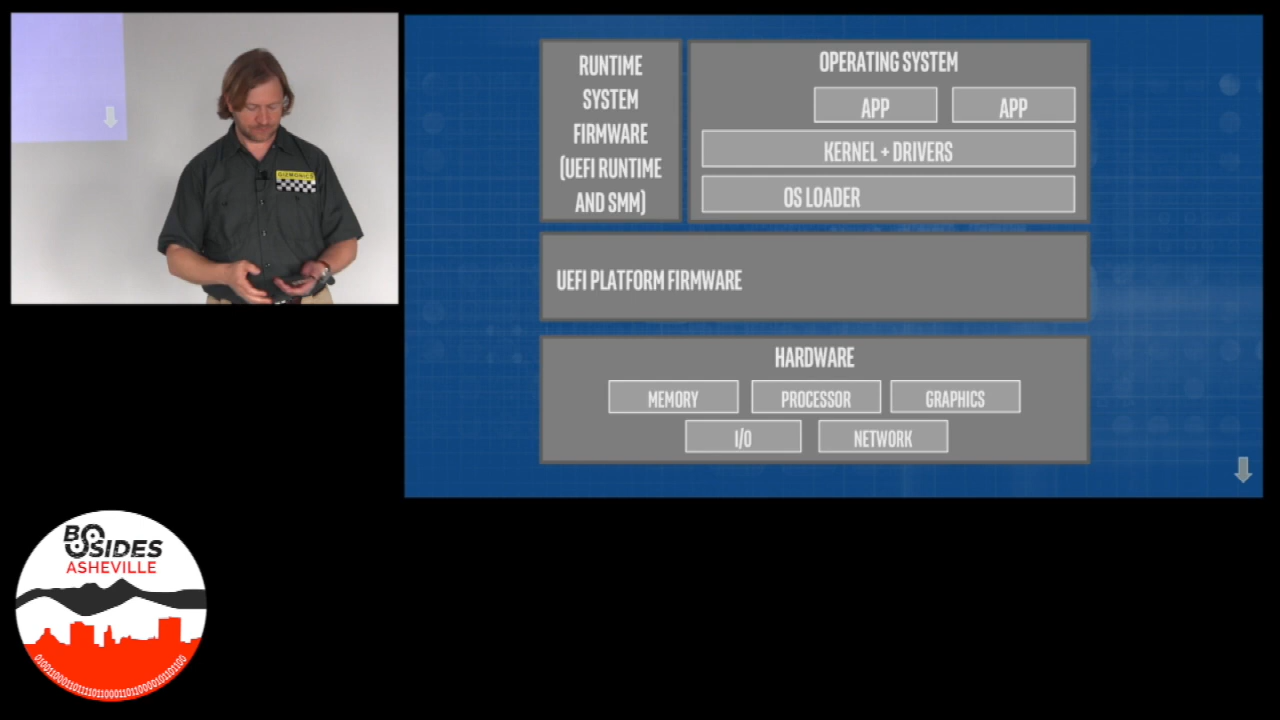 GIZMONICS
RUNTIME
SYSTEM
FIRMWARE
(UEFI RUNTIME
AND SMM)
OPERATING SYSTEM
APP
APP
KERNEL + DRIVERS
OS LOADER
UEFI PLATFORM FIRMWARE
HARDWARE
MEMORY
PROCESSOR
GRAPHICS
I/O
NETWORK
BSIDES
ASHEVILLE